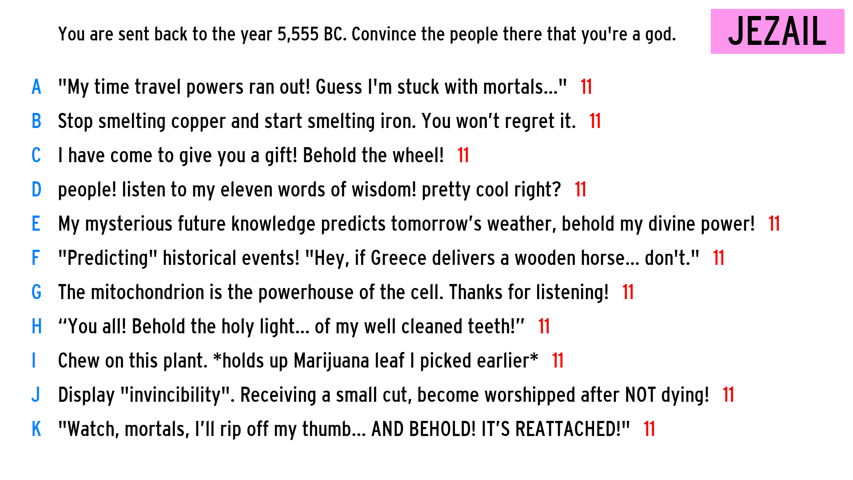 You are sent back to the year 5,555 BC. Convince the people there that you're a god.
JEZAIL
A "My time travel powers ran out! Guess I'm stuck with mortals..." 11
B Stop smelting copper and start smelting iron. You won’t regret it. 11
C I have come to give you a gift! Behold the wheel! 11
D people! listen to my eleven words of wisdom! pretty cool right? 11
E My mysterious future knowledge predicts tomorrow’s weather, behold my divine power! 11
F "Predicting" historical events! "Hey, if Greece delivers a wooden horse... don't." 11
G The mitochondrion is the powerhouse of the cell. Thanks for listening! 11
H “You all! Behold the holy light... of my well cleaned teeth!” 11
I Chew on this plant. *holds up Marijuana leaf I picked earlier* 11
J Display "invincibility". Receiving a small cut, become worshipped after NOT dying! 11
K "Watch, mortals, I’ll rip off my thumb... AND BEHOLD! IT’S REATTACHED!" 11